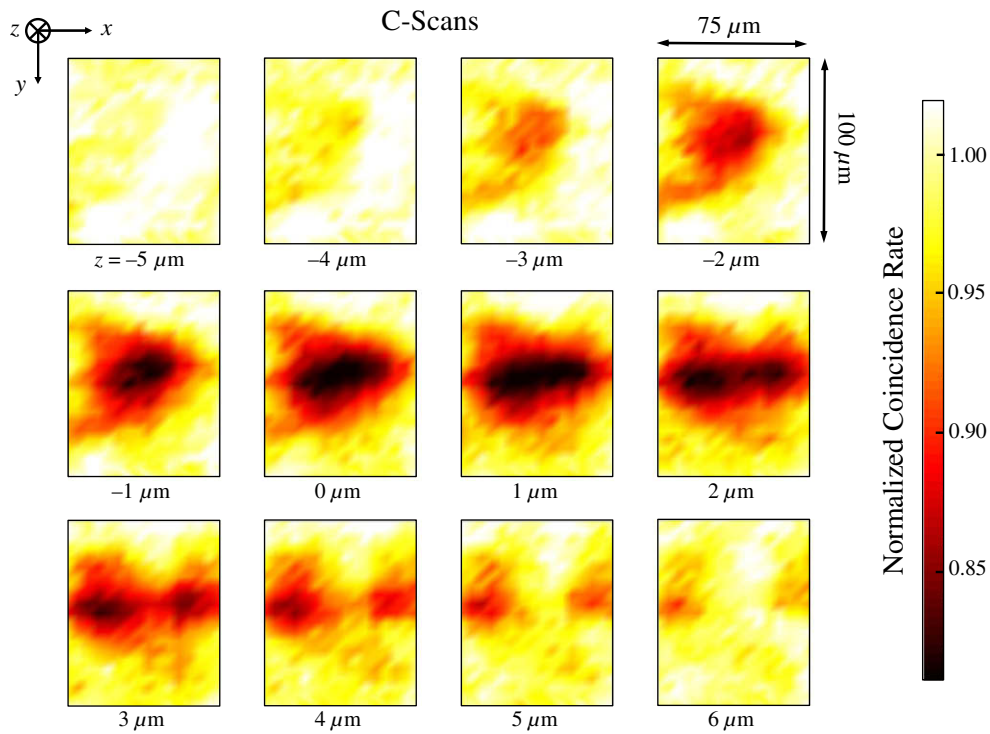 C-Scans
z
x
y
75 µm
100 µm
z = –5 µm
–4 µm
–3 µm
–2 µm
–1 µm
0 µm
1 µm
2 µm
3 µm
4 µm
5 µm
6 µm
Normalized Coincidence Rate
1.00
0.95
0.90
0.85